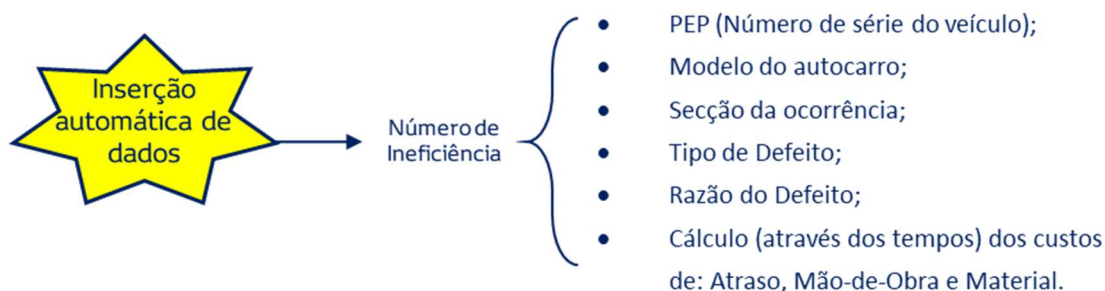 Inserção
automática de
dados
Número de
Ineficiência
• PEP (Número de série do veículo);
• Modelo do autocarro;
• Secção da ocorrência;
• Tipo de Defeito;
• Razão do Defeito;
• Cálculo (através dos tempos) dos custos
de: Atraso, Mão-de-Obra e Material.